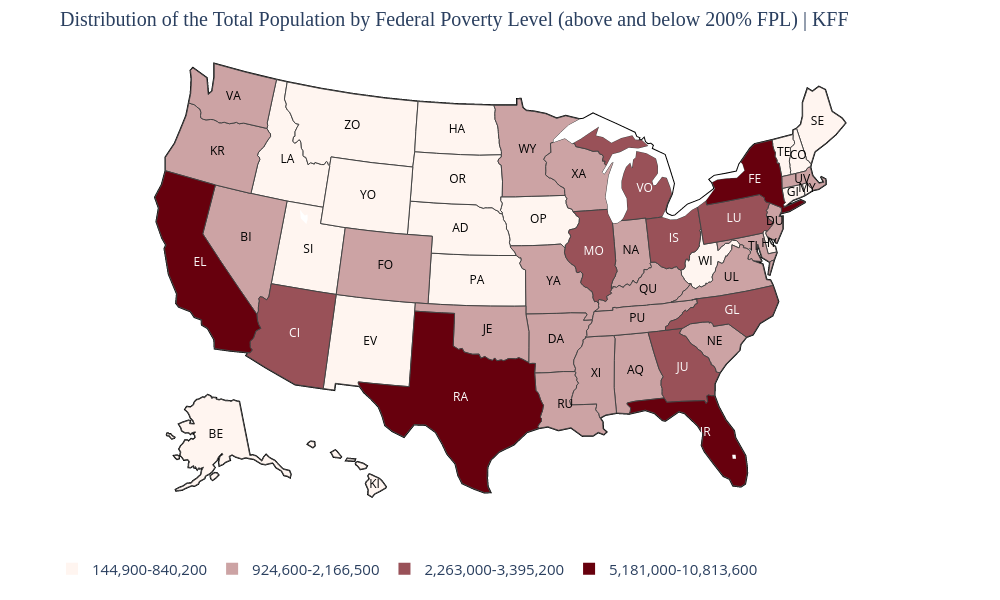 Distribution of the Total Population by Federal Poverty Level (above and below 200% FPL) | KFF
VA
ZO
HA
SE
KR
LA
WY
TE
CO
XA
OR
FE
UV
YO
VO
GI
MY
OP
LU
DU
AD
BI
SI
IS
HY
TI
MO
NA
WI
EL
FO
UL
PA
YA
QU
GL
PU
CI
JE
EV
DA
NE
JU
XI
AQ
RA
RU
IR
BE
KI
144,900-840,200
924,600-2,166,500
2,263,000-3,395,200
5,181,000-10,813,600